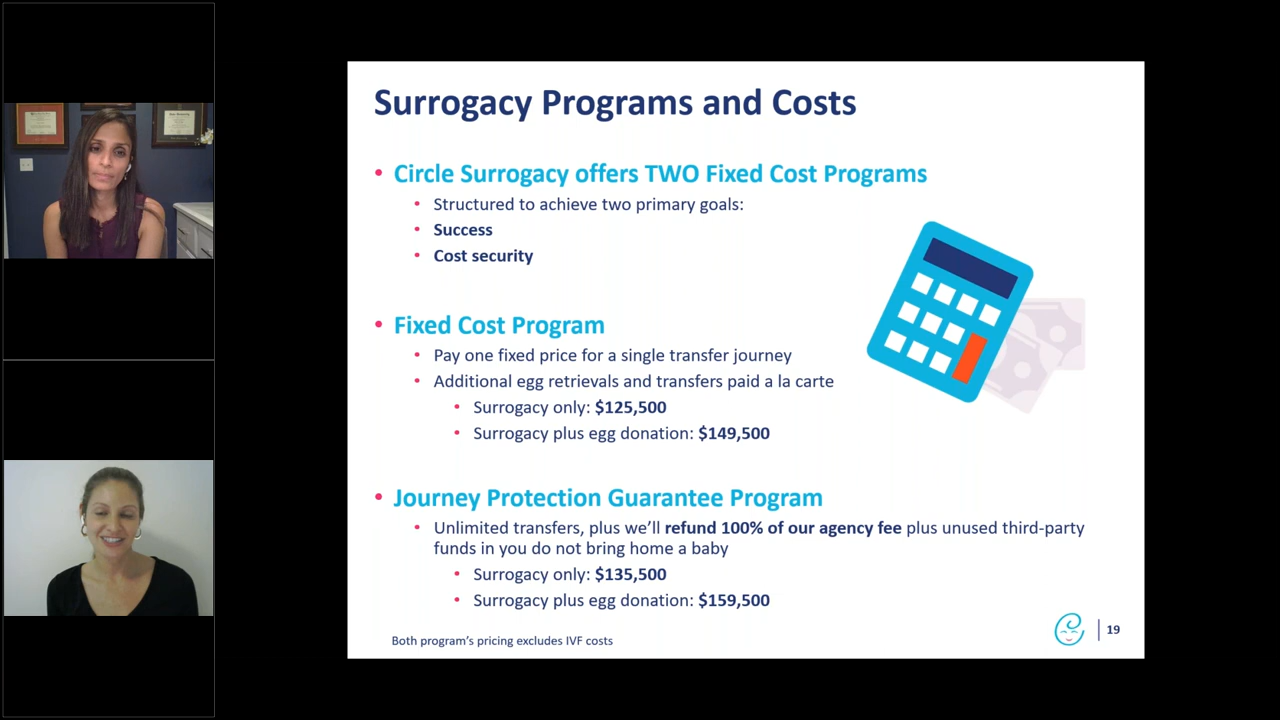 Surrogacy Programs and Costs
• Circle Surrogacy offers TWO Fixed Cost Programs
• Structured to achieve two primary goals:
• Success
• Cost security
• Fixed Cost Program
• Pay one fixed price for a single transfer journey
• Additional egg retrievals and transfers paid a la carte
• Surrogacy only: $125,500
• Surrogacy plus egg donation: $149,500
• Journey Protection Guarantee Program
• Unlimited transfers, plus we’ll refund 100% of our agency fee plus unused third-party
funds in you do not bring home a baby
• Surrogacy only: $135,500
• Surrogacy plus egg donation: $159,500
Both program’s pricing excludes IVF costs
19